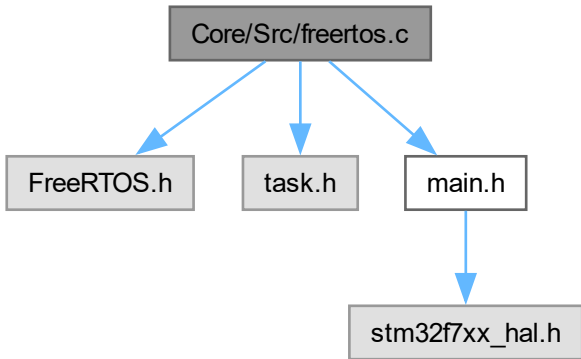 Core/Src/freertos.c
FreeRTOS.h
task.h
main.h
stm32f7xx_hal.h